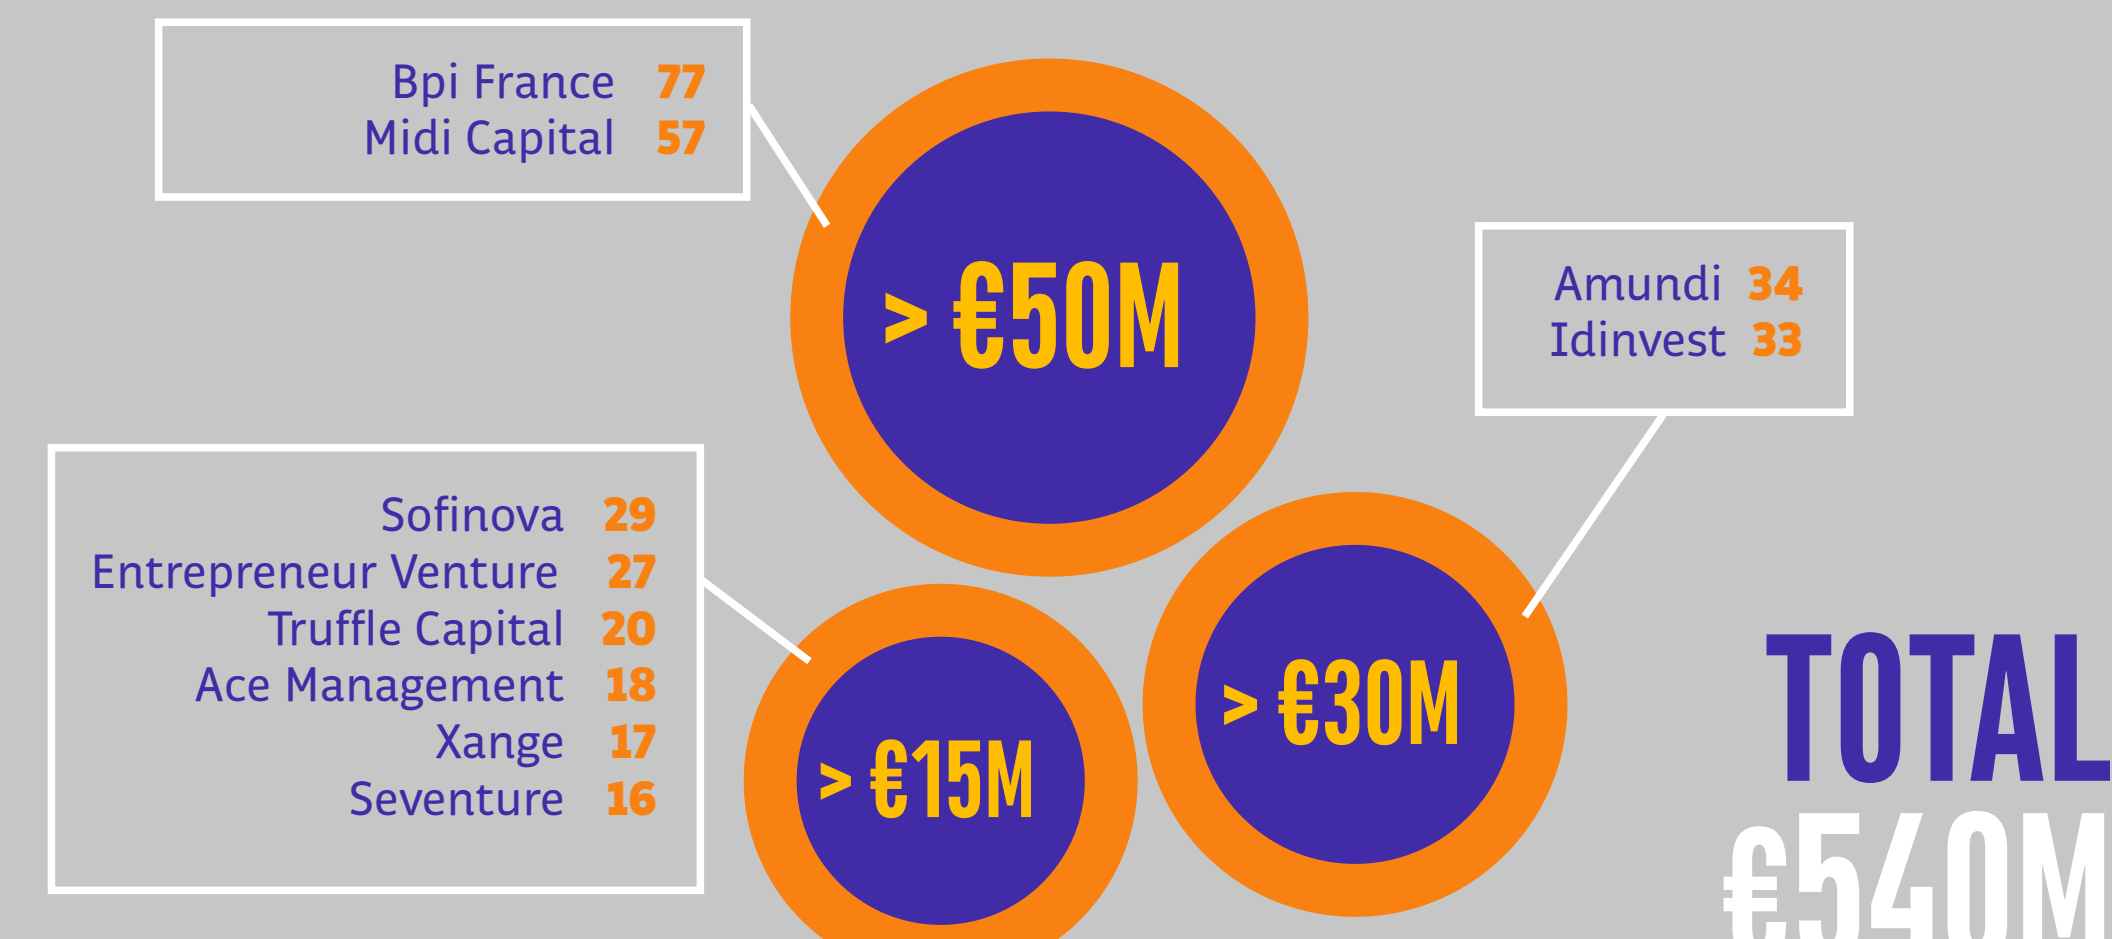 Bpi France 77
Midi Capital 57
> €50M
Amundi 34
Idinvest 33
Sofinova 29
Entrepreneur Venture 27
Truffle Capital 20
Ace Management 18
Xange 17
Seventure 16
> €15M
> €30M
TOTAL
€540M